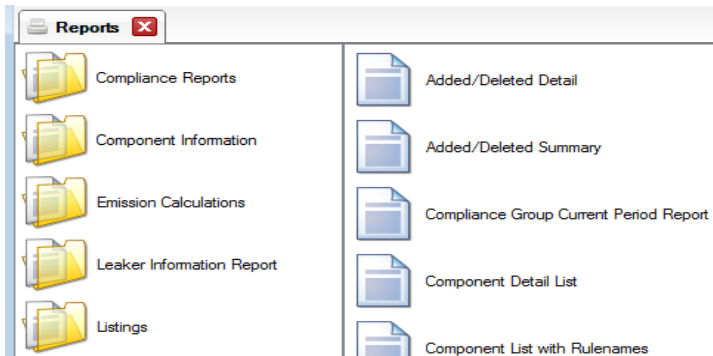 Reports
Compliance Reports
Component Information
Emission Calculations
Leaker Information Report
Listings
Added/Deleted Detail
Added/Deleted Summary
Compliance Group Current Period Report
Component Detail List
Component List with Rulenames